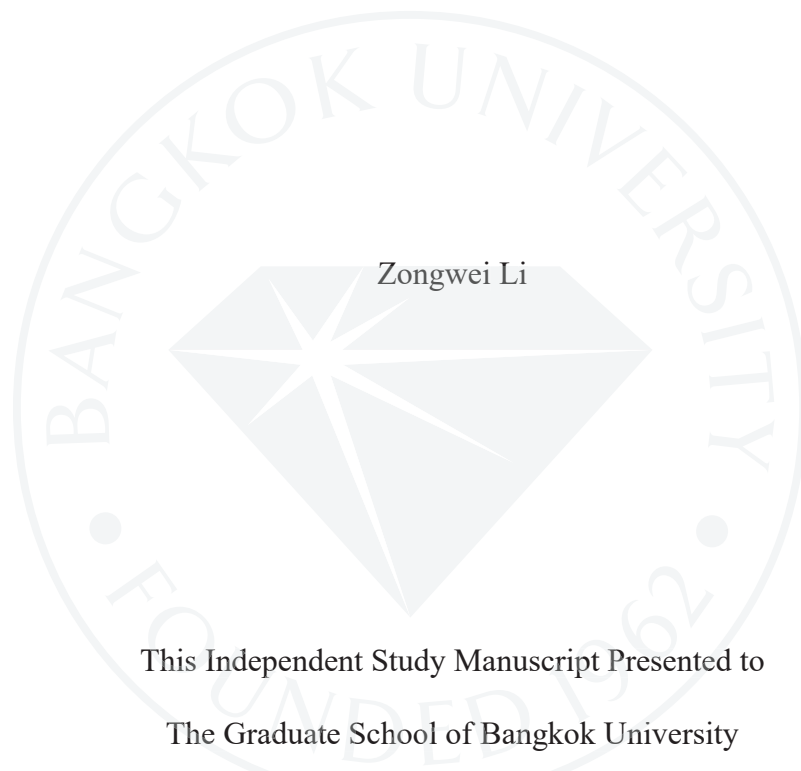 BANGKOK UNIVERSITY
Zongwei Li
This Independent Study Manuscript Presented to
The Graduate School of Bangkok University
• FOUNDED 1962 •